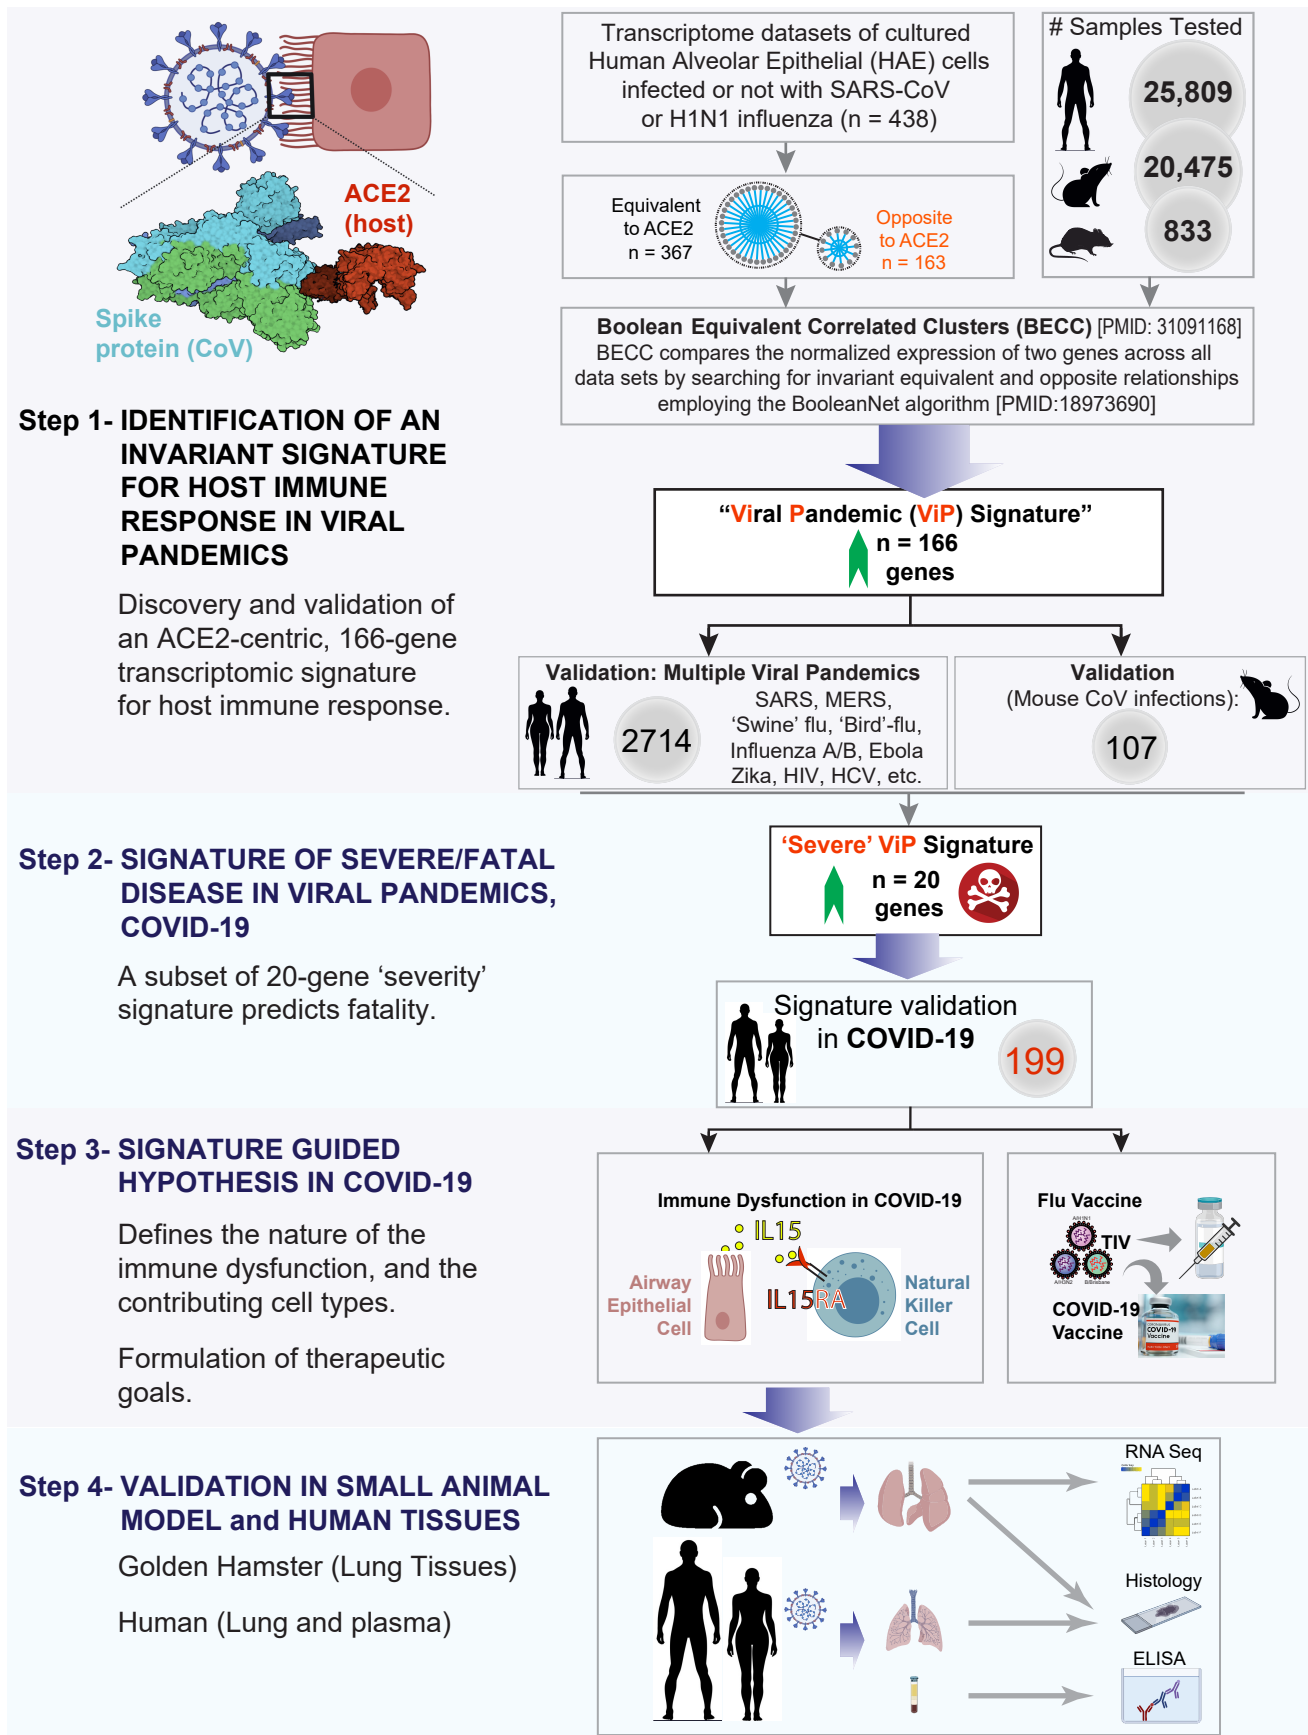 Transcriptome datasets of cultured
Human Alveolar Epithelial (HAE) cells
infected or not with SARS-CoV
or H1N1 influenza (n = 438)
# Samples Tested
25,809
20,475
833
Equivalent
to ACE2
n = 367
Opposite
to ACE2
n = 163
ACE2
(host)
Spike
protein (CoV)
Boolean Equivalent Correlated Clusters (BECC) [PMID: 31091168]
BECC compares the normalized expression of two genes across all
data sets by searching for invariant equivalent and opposite relationships
employing the BooleanNet algorithm [PMID:18973690]
Step 1- IDENTIFICATION OF AN
INVARIANT SIGNATURE
FOR HOST IMMUNE
RESPONSE IN VIRAL
PANDEMICS
Discovery and validation of
an ACE2-centric, 166-gene
transcriptomic signature
for host immune response.
“Viral Pandemic (ViP) Signature”
n = 166
genes
Validation: Multiple Viral Pandemics
2714
SARS, MERS,
‘Swine’ flu, ‘Bird’-flu,
Influenza A/B, Ebola
Zika, HIV, HCV, etc.
Validation
(Mouse CoV infections):
107
Step 2- SIGNATURE OF SEVERE/FATAL
DISEASE IN VIRAL PANDEMICS,
COVID-19
A subset of 20-gene ‘severity’
signature predicts fatality.
‘Severe’ ViP Signature
n = 20
genes
Signature validation
in COVID-19
199
Step 3- SIGNATURE GUIDED
HYPOTHESIS IN COVID-19
Defines the nature of the
immune dysfunction, and the
contributing cell types.
Formulation of therapeutic
goals.
Immune Dysfunction in COVID-19
IL15
Airway
Epithelial
Cell
IL15RA
Natural
Killer
Cell
Flu Vaccine
A/H1N1
TIV
A/H3N2
B/Brisbane
COVID-19
Vaccine
CORONAVIRUS
COVID-19
Vaccine
Step 4- VALIDATION IN SMALL ANIMAL
MODEL and HUMAN TISSUES
Golden Hamster (Lung Tissues)
Human (Lung and plasma)
RNA Seq
Histology
ELISA